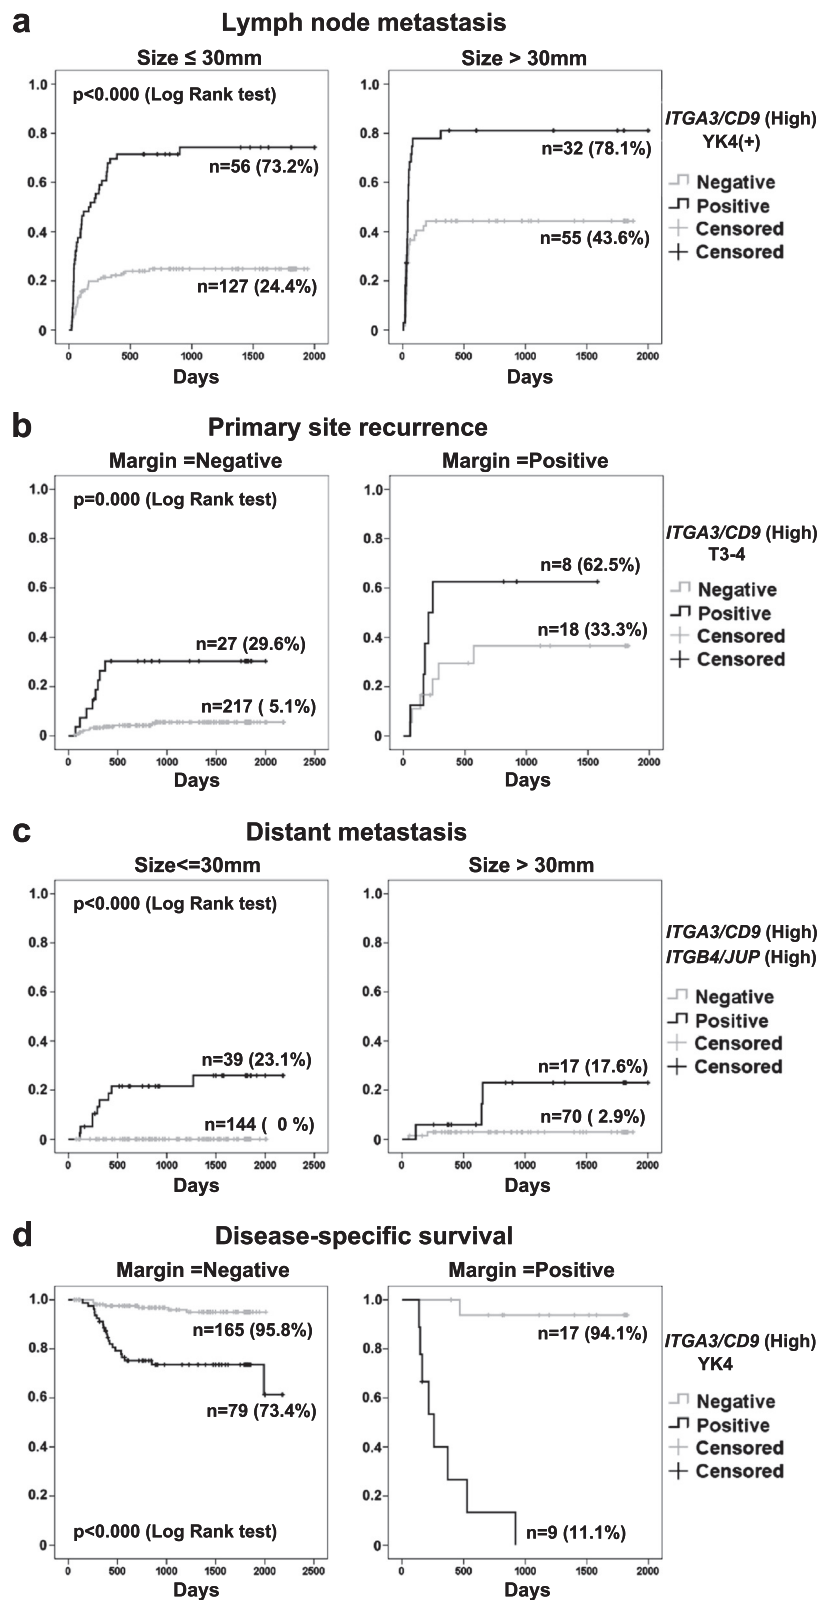 a Lymph node metastasis
Size ≤ 30mm
Size > 30mm
p<0.000 (Log Rank test)
1.0
0.8
0.6
0.4
0.2
0
n=56 (73.2%)
n=127 (24.4%)
0 500 1000 1500 2000
Days
1.0
0.8
0.6
0.4
0.2
0
n=32 (78.1%)
n=55 (43.6%)
0 500 1000 1500 2000
Days
ITGA3/CD9 (High)
YK4(+)
Negative
Positive
Censored
Censored
b Primary site recurrence
Margin =Negative
Margin =Positive
p=0.000 (Log Rank test)
1.0
0.8
0.6
0.4
0.2
0
n=27 (29.6%)
n=217 ( 5.1%)
0 500 1000 1500 2000 2500
Days
1.0
0.8
0.6
0.4
0.2
0
n=8 (62.5%)
n=18 (33.3%)
0 500 1000 1500 2000
Days
ITGA3/CD9 (High)
T3-4
Negative
Positive
Censored
Censored
c Distant metastasis
Size<=30mm
Size > 30mm
p<0.000 (Log Rank test)
1.0
0.8
0.6
0.4
0.2
0
n=39 (23.1%)
n=144 ( 0 %)
0 500 1000 1500 2000 2500
Days
1.0
0.8
0.6
0.4
0.2
0
n=17 (17.6%)
n=70 ( 2.9%)
0 500 1000 1500 2000
Days
ITGA3/CD9 (High)
ITGB4/JUP (High)
Negative
Positive
Censored
Censored
d Disease-specific survival
Margin =Negative
Margin =Positive
1.0
0.8
0.6
0.4
0.2
0
n=165 (95.8%)
n=79 (73.4%)
p<0.000 (Log Rank test)
0 500 1000 1500 2000 2500
Days
1.0
0.8
0.6
0.4
0.2
0
n=17 (94.1%)
n=9 (11.1%)
0 500 1000 1500 2000
Days
ITGA3/CD9 (High)
YK4
Negative
Positive
Censored
Censored